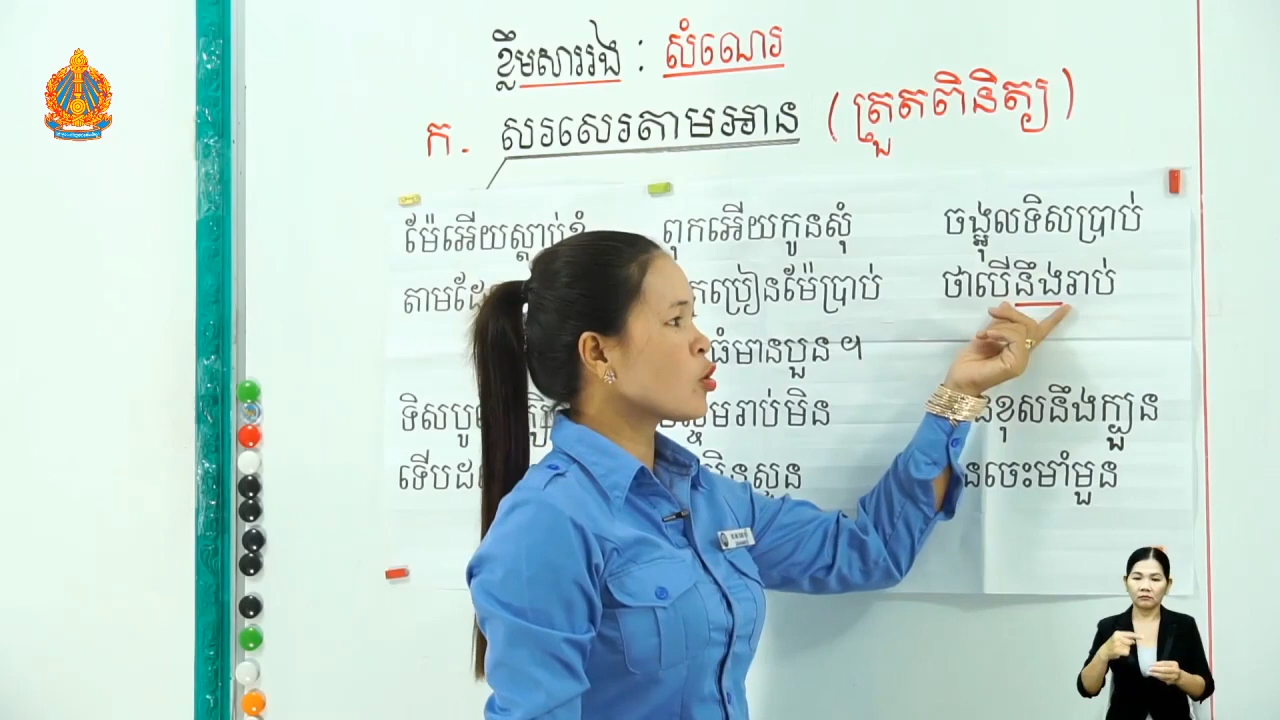 ខ្លឹមសាររង : សំណេរ
ក. សរសេរតាមអាន (ត្រួតពិនិត្យ)
ម៉ែអើយស្ដាប់ខ្ញុំ ពុកអើយកូនសុំ ចង្អុលទិសប្រាប់
តាមដែ ប្រៀនម៉ែប្រាប់ ថាបើនឹងរាប់
ធំមានបួន ។
ទិសបូ រាប់មិន ខុសនឹងក្បួន
ទើបដ មិនសួន ចេះមាំមួន